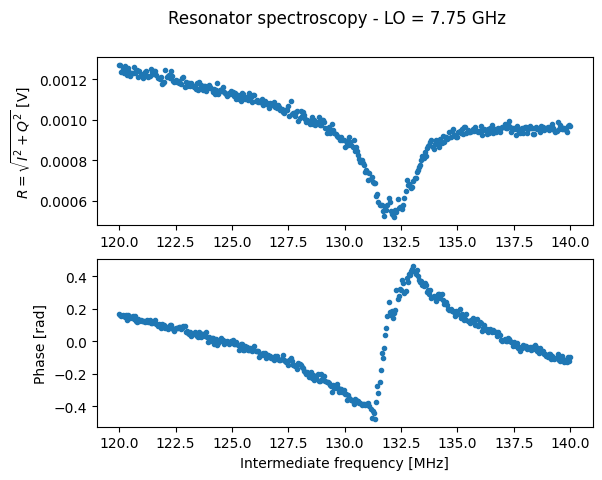 Resonator spectroscopy - LO = 7.75 GHz
R = √I² + Q² [V]
0.0012
0.0010
0.0008
0.0006
120.0 122.5 125.0 127.5 130.0 132.5 135.0 137.5 140.0
Phase [rad]
0.4
0.2
0.0
−0.2
−0.4
120.0 122.5 125.0 127.5 130.0 132.5 135.0 137.5 140.0
Intermediate frequency [MHz]